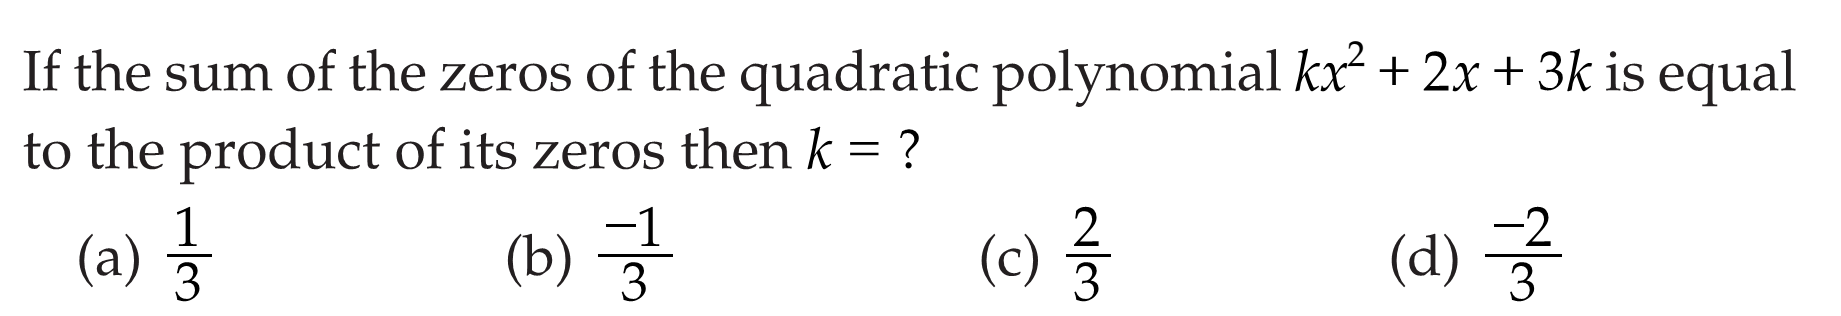 If the sum of the zeros of the quadratic polynomial kx² + 2x + 3k is equal
to the product of its zeros then k = ?
(a) 1/3 (b) −1/3 (c) 2/3 (d) −2/3